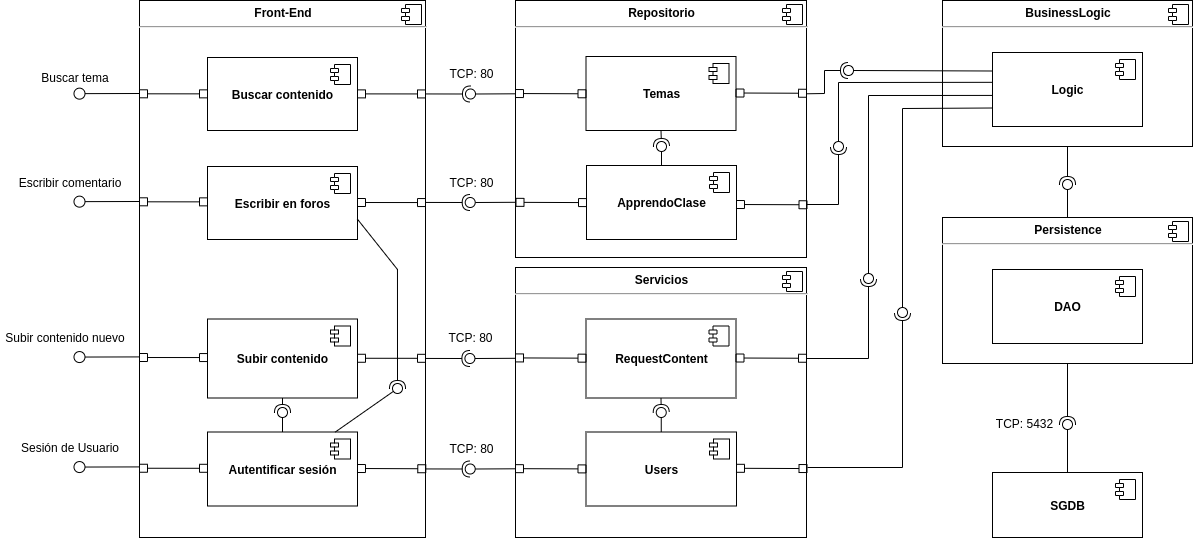 Front-End
Repositorio
BusinessLogic
Buscar tema
TCP: 80
Buscar contenido
Temas
Logic
Escribir comentario
TCP: 80
Escribir en foros
ApprendoClase
Persistence
Servicios
DAO
Subir contenido nuevo
TCP: 80
Subir contenido
RequestContent
TCP: 5432
Sesión de Usuario
TCP: 80
Autentificar sesión
Users
SGDB